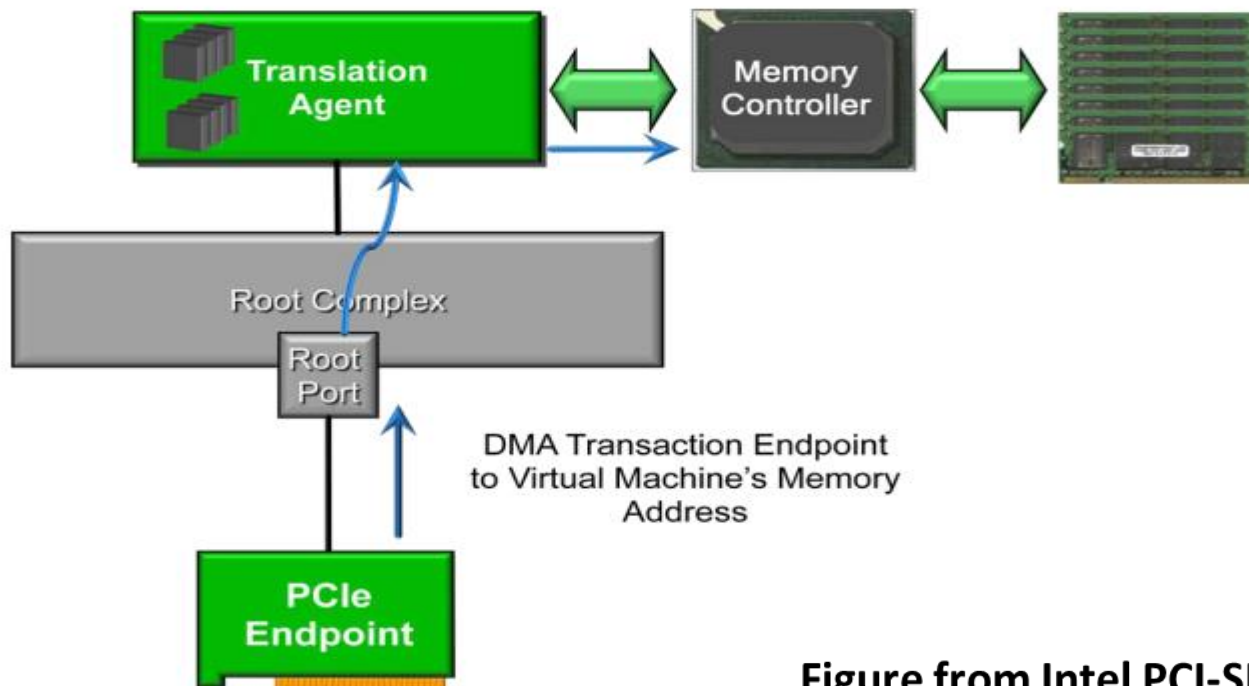 Translation
Agent
Memory
Controller
Root Complex
Root
Port
DMA Transaction Endpoint
to Virtual Machine's Memory
Address
PCIe
Endpoint
Figure from Intel PCI-SI